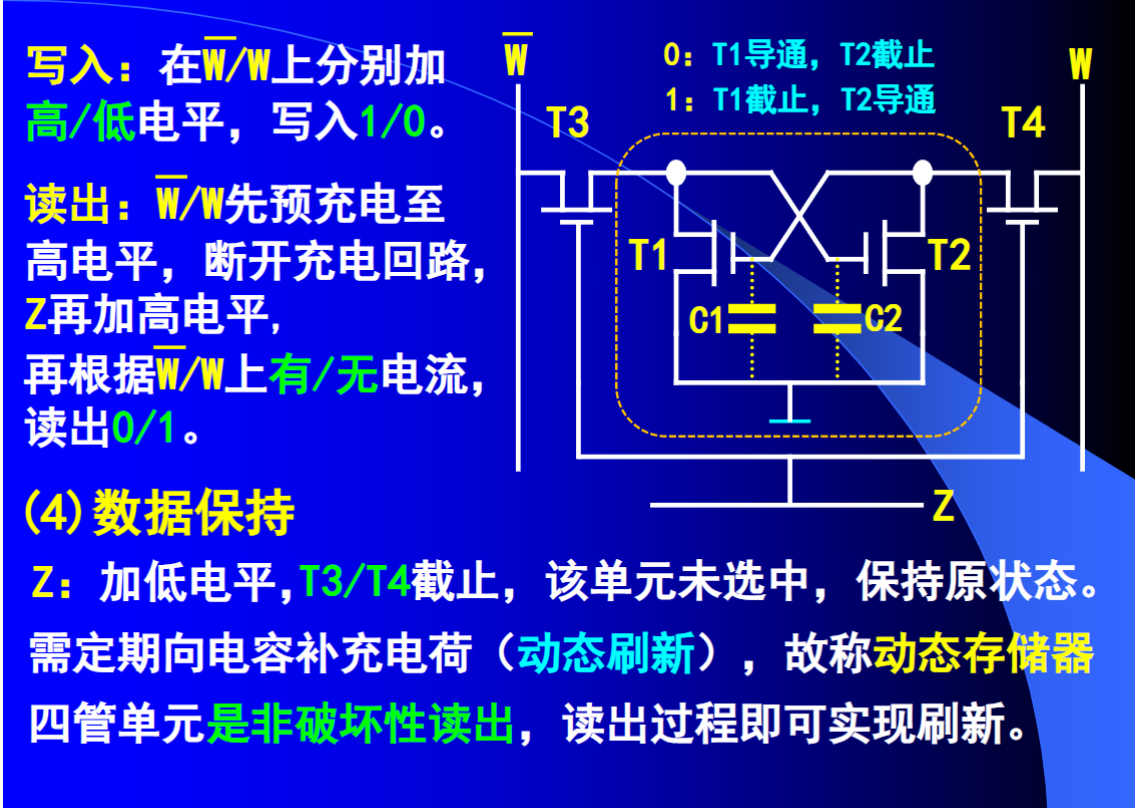 写入：在W̅/W上分别加
高/低电平，写入1/0。
读出：W̅/W先预充电至
高电平，断开充电回路，
Z再加高电平,
再根据W̅/W上有/无电流，
读出0/1。
W̅
0：T1导通，T2截止
1：T1截止，T2导通
W
T3
T4
T1
T2
C1
C2
Z
(4)数据保持
Z：加低电平,T3/T4截止，该单元未选中，保持原状态。
需定期向电容补充电荷（动态刷新），故称动态存储器
四管单元是非破坏性读出，读出过程即可实现刷新。